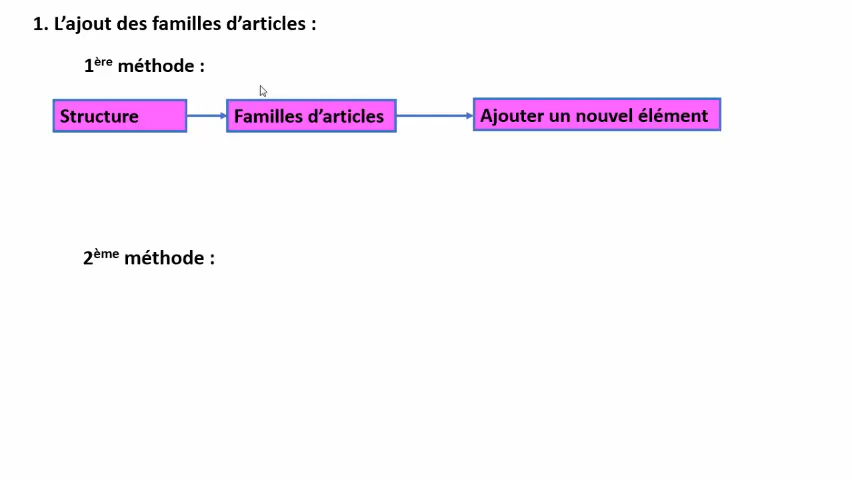 1. L’ajout des familles d’articles :
1ère méthode :
Structure
Familles d’articles
Ajouter un nouvel élément
2ème méthode :